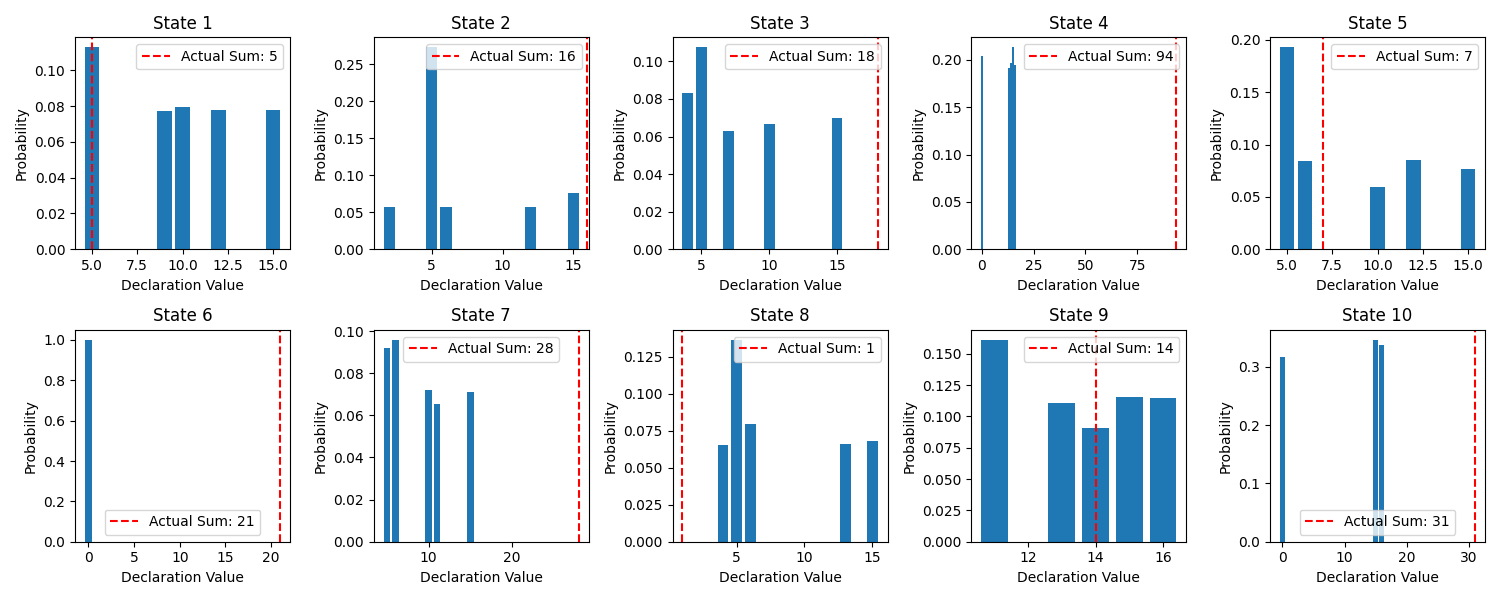 State 1
State 2
State 3
State 4
State 5
Probability
0.00
0.02
0.04
0.06
0.08
0.10
5.0
7.5
10.0
12.5
15.0
Declaration Value
Actual Sum: 5
Probability
0.00
0.05
0.10
0.15
0.20
0.25
5
10
15
Declaration Value
Actual Sum: 16
Probability
0.00
0.02
0.04
0.06
0.08
0.10
5
10
15
Declaration Value
Actual Sum: 18
Probability
0.00
0.05
0.10
0.15
0.20
0
25
50
75
Declaration Value
Actual Sum: 94
Probability
0.00
0.05
0.10
0.15
0.20
5.0
7.5
10.0
12.5
15.0
Declaration Value
Actual Sum: 7
State 6
State 7
State 8
State 9
State 10
Probability
0.0
0.2
0.4
0.6
0.8
1.0
0
5
10
15
20
Declaration Value
Actual Sum: 21
Probability
0.00
0.02
0.04
0.06
0.08
0.10
10
20
Declaration Value
Actual Sum: 28
Probability
0.000
0.025
0.050
0.075
0.100
0.125
5
10
15
Declaration Value
Actual Sum: 1
Probability
0.000
0.025
0.050
0.075
0.100
0.125
0.150
12
14
16
Declaration Value
Actual Sum: 14
Probability
0.0
0.1
0.2
0.3
0
10
20
30
Declaration Value
Actual Sum: 31